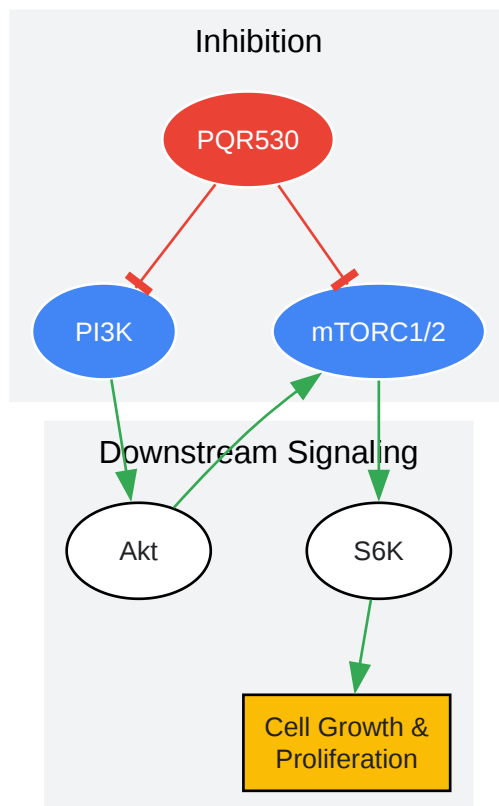 Inhibition
PQR530
PI3K
mTORC1/2
Downstream Signaling
Akt
S6K
Cell Growth &
Proliferation